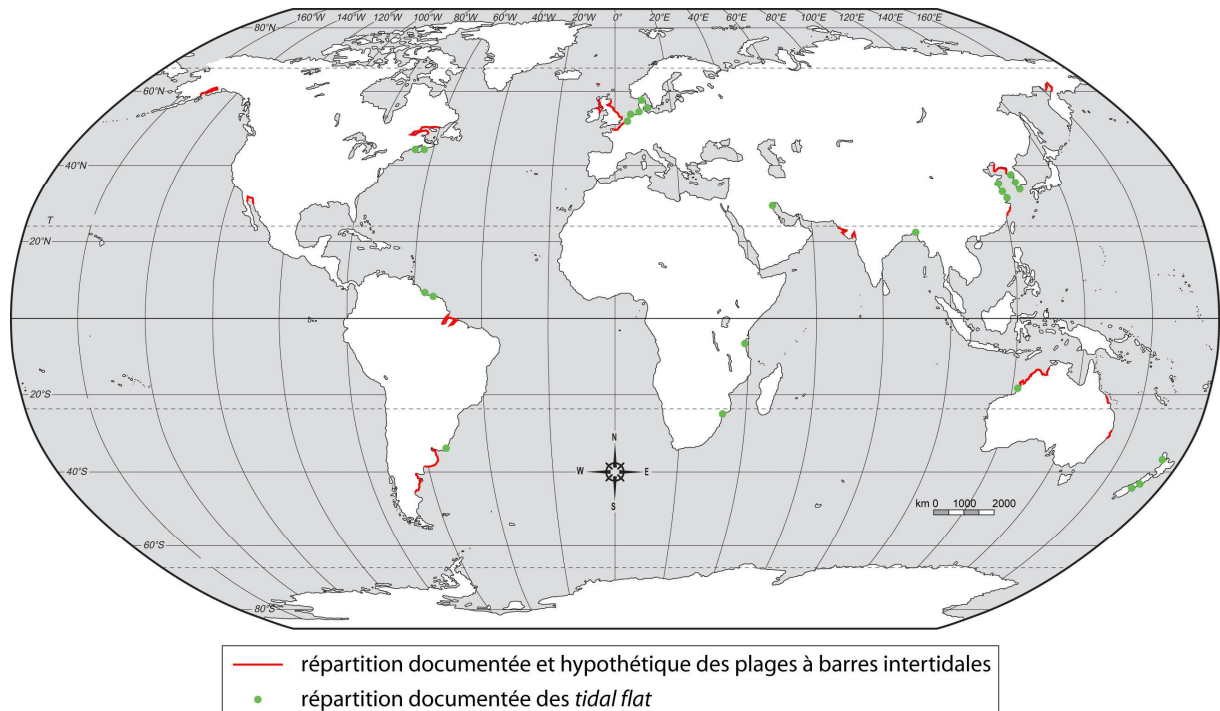 160°W 140°W 120°W 100°W 80°W 60°W 40°W 20°W 0° 20°E 40°E 60°E 80°E 100°E 120°E 140°E 160°E
80°N
60°N
40°N
T
20°N
0°
20°S
40°S
N
W E
S
km 0 1000 2000
60°S
80°S
répartition documentée et hypothétique des plages à barres intertidales
répartition documentée des tidal flat